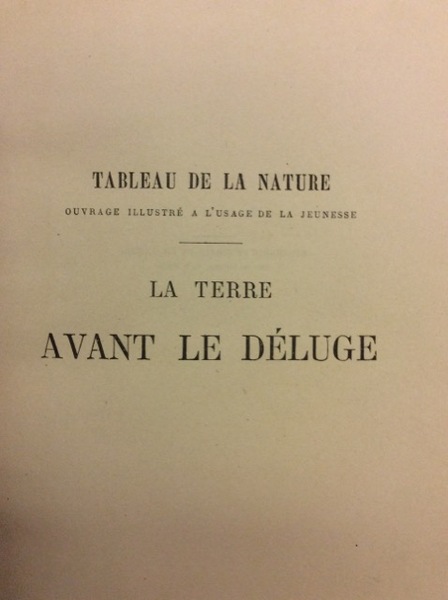 TABLEAU DE LA NATURE
OUVRAGE ILLUSTRÉ A L'USAGE DE LA JEUNESSE
LA TERRE
AVANT LE DÉLUGE